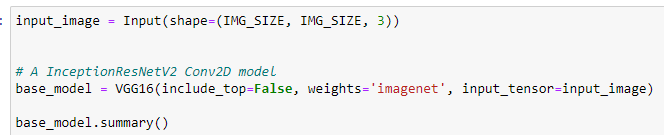 input_image = Input(shape=(IMG_SIZE, IMG_SIZE, 3))
# A InceptionResNetV2 Conv2D model
base_model = VGG16(include_top=False, weights='imagenet', input_tensor=input_image)
base_model.summary()